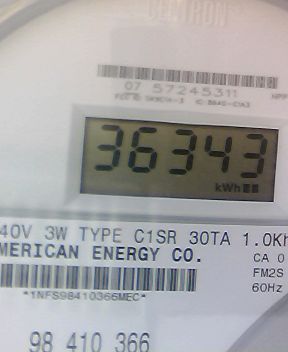 CENTRON
07 57245311
36343
kWh
40V 3W TYPE C1SR 30TA 1.0Kh
MERICAN ENERGY CO. CA 0
FM2S
*1NFS98410366MEC* 60Hz
98 410 366